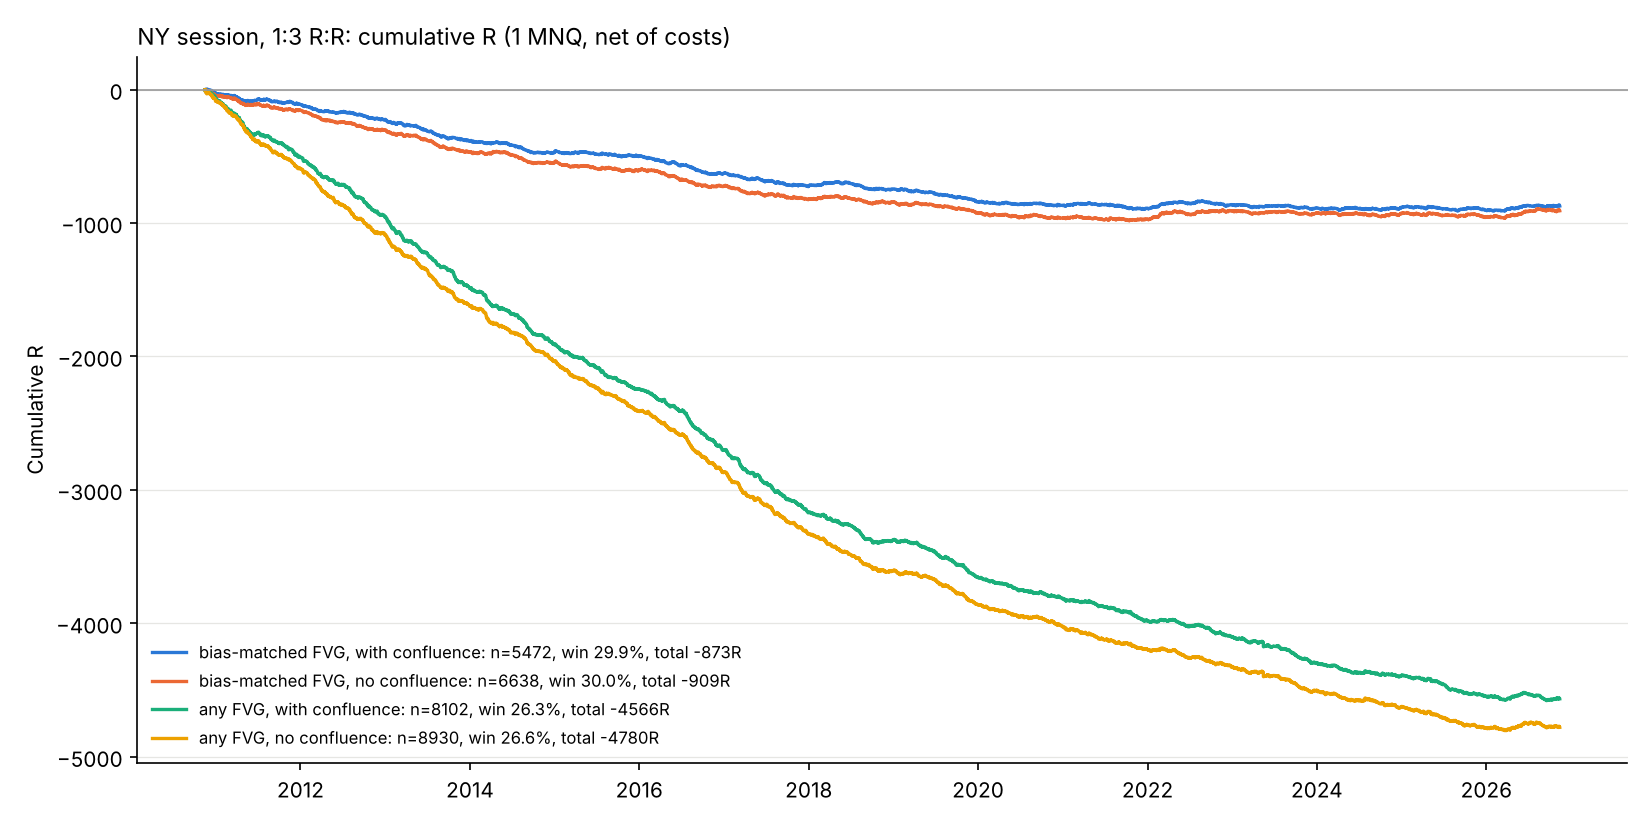 NY session, 1:3 R:R: cumulative R (1 MNQ, net of costs)
0
−1000
−2000
−3000
−4000
−5000
Cumulative R
bias-matched FVG, with confluence: n=5472, win 29.9%, total -873R
bias-matched FVG, no confluence: n=6638, win 30.0%, total -909R
any FVG, with confluence: n=8102, win 26.3%, total -4566R
any FVG, no confluence: n=8930, win 26.6%, total -4780R
2012 2014 2016 2018 2020 2022 2024 2026